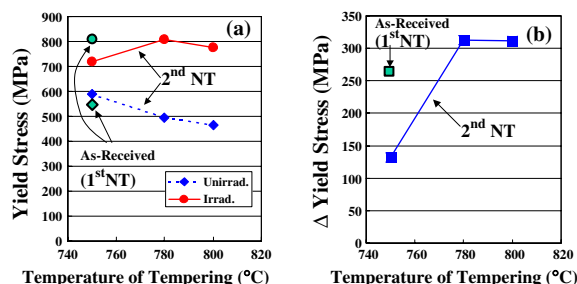 Yield Stress (MPa)
900
800
700
600
500
400
300
200
100
0
As-Received
(a)
2nd NT
As-Received
(1stNT)
Unirrad.
Irrad.
740
760
780
800
820
Temperature of Tempering (°C)
Δ Yield Stress (MPa)
350
300
250
200
150
100
50
0
As-Received
(1stNT)
(b)
2nd NT
740
760
780
800
820
Temperature of Tempering (°C)